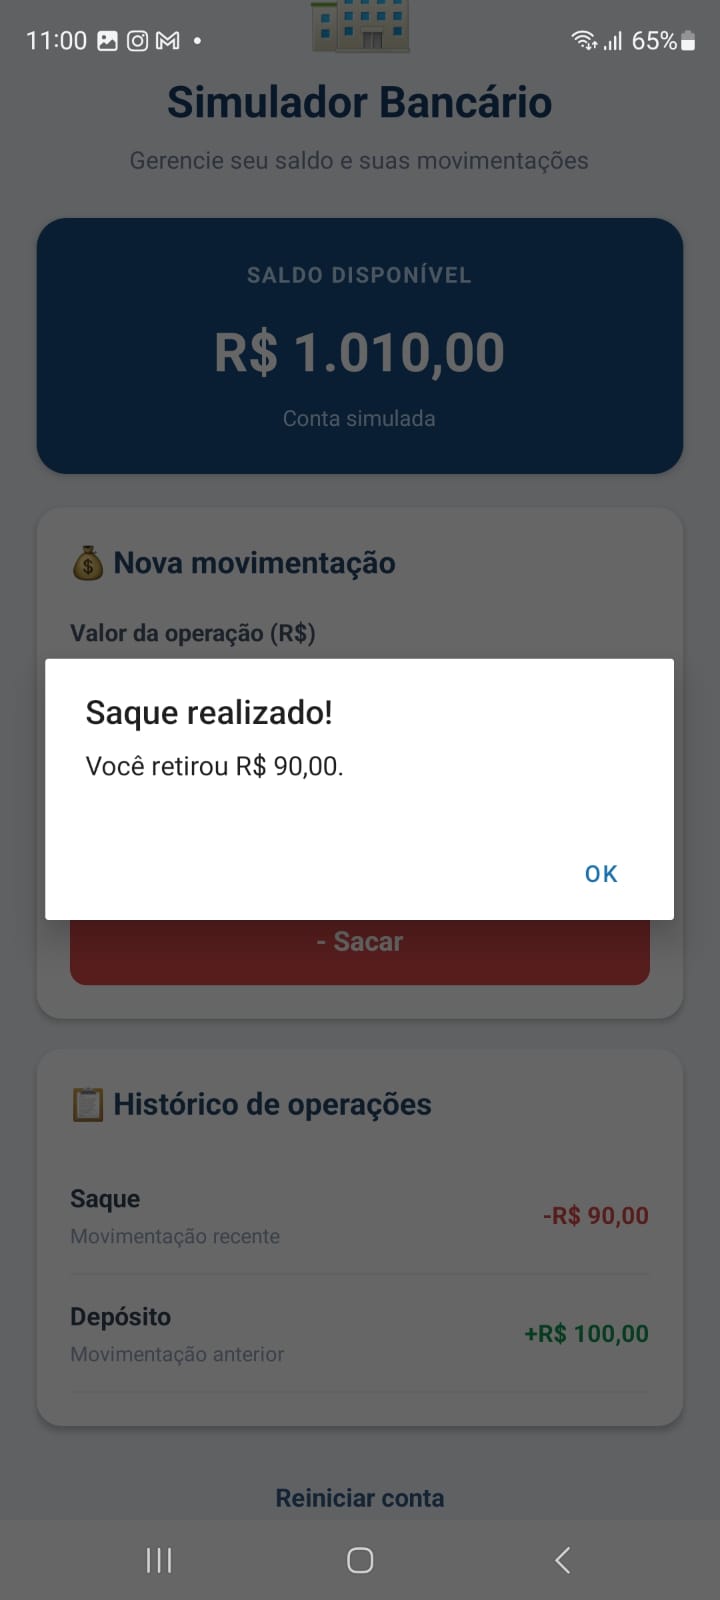 11:00
65%
Simulador Bancário
Gerencie seu saldo e suas movimentações
SALDO DISPONÍVEL
R$ 1.010,00
Conta simulada
Nova movimentação
Valor da operação (R$)
Saque realizado!
Você retirou R$ 90,00.
OK
- Sacar
Histórico de operações
Saque
-R$ 90,00
Movimentação recente
Depósito
+R$ 100,00
Movimentação anterior
Reiniciar conta